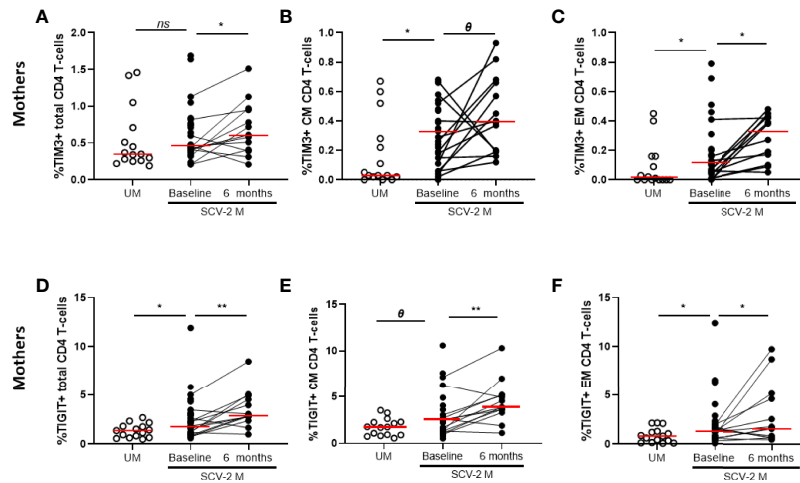 A
B
C
Mothers
%TIM3+ total CD4 T-cells
2.0
1.5
1.0
0.5
0.0
ns
*
UM
Baseline
6 months
SCV-2 M
%TIM3+ CM CD4 T-cells
1.0
0.8
0.6
0.4
0.2
0.0
*
θ
UM
Baseline
6 months
SCV-2 M
%TIM3+ EM CD4 T-cells
1.0
0.8
0.6
0.4
0.2
0.0
*
*
UM
Baseline
6 months
SCV-2 M
D
E
F
Mothers
%TIGIT+ total CD4 T-cells
15
10
5
0
*
**
UM
Baseline
6 months
SCV-2 M
%TIGIT+ CM CD4 T-cells
15
10
5
0
θ
**
UM
Baseline
6 months
SCV-2 M
%TIGIT+ EM CD4 T-cells
15
10
5
0
*
*
UM
Baseline
6 months
SCV-2 M